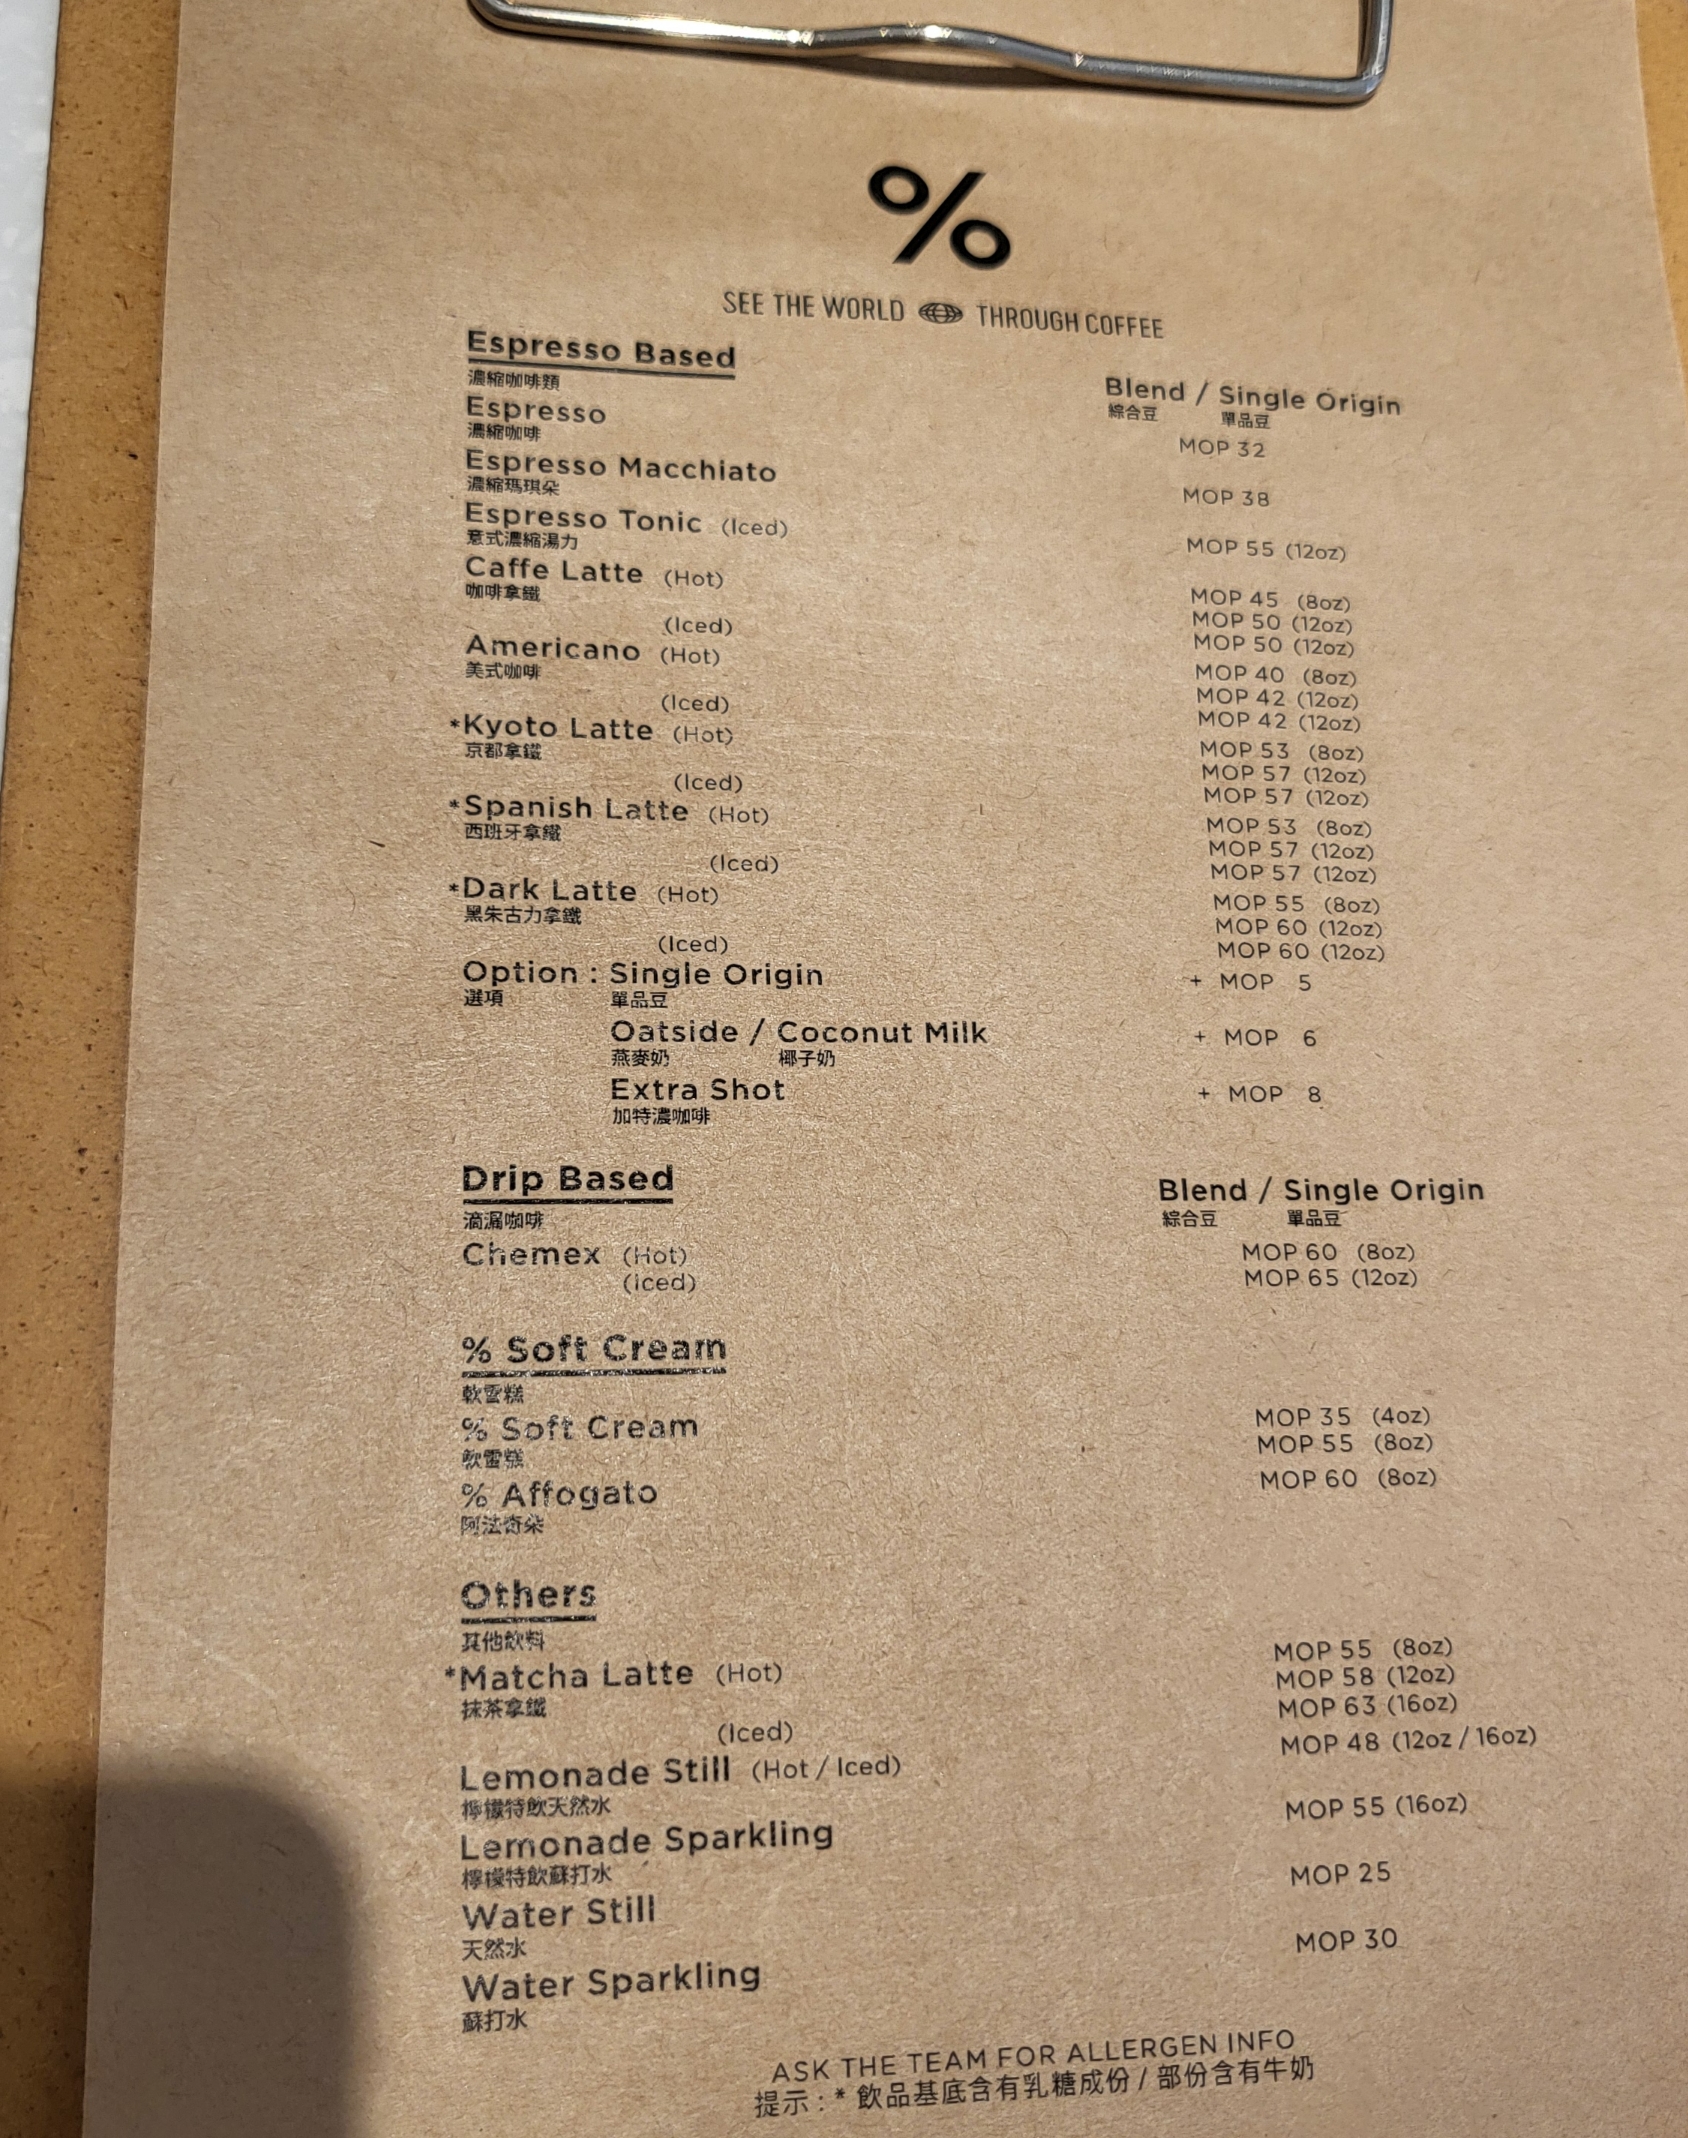 %
SEE THE WORLD THROUGH COFFEE
Espresso Based
濃縮咖啡類
Blend / Single Origin
綜合豆 單品豆
Espresso MOP 32
濃縮咖啡
Espresso Macchiato MOP 38
濃縮瑪琪朵
Espresso Tonic (Iced) MOP 55 (12oz)
意式濃縮湯力
Caffe Latte (Hot) MOP 45 (8oz)
咖啡拿鐵 MOP 50 (12oz)
(Iced) MOP 50 (12oz)
Americano (Hot) MOP 40 (8oz)
美式咖啡 MOP 42 (12oz)
(Iced) MOP 42 (12oz)
*Kyoto Latte (Hot) MOP 53 (8oz)
京都拿鐵 MOP 57 (12oz)
(Iced) MOP 57 (12oz)
*Spanish Latte (Hot) MOP 53 (8oz)
西班牙拿鐵 MOP 57 (12oz)
(Iced) MOP 57 (12oz)
*Dark Latte (Hot) MOP 55 (8oz)
黑朱古力拿鐵 MOP 60 (12oz)
(Iced) MOP 60 (12oz)
Option : Single Origin + MOP 5
選項 單品豆
Oatside / Coconut Milk + MOP 6
燕麥奶 椰子奶
Extra Shot + MOP 8
加特濃咖啡
Drip Based
滴漏咖啡
Blend / Single Origin
綜合豆 單品豆
Chemex (Hot) MOP 60 (8oz)
(Iced) MOP 65 (12oz)
% Soft Cream
軟雪糕
% Soft Cream MOP 35 (4oz)
軟雪糕 MOP 55 (8oz)
% Affogato MOP 60 (8oz)
阿法奇朵
Others
其他飲料
*Matcha Latte (Hot) MOP 55 (8oz)
抹茶拿鐵 MOP 58 (12oz)
(Iced) MOP 63 (16oz)
Lemonade Still (Hot / Iced) MOP 48 (12oz / 16oz)
檸檬特飲天然水
Lemonade Sparkling MOP 55 (16oz)
檸檬特飲蘇打水
Water Still MOP 25
天然水
Water Sparkling MOP 30
蘇打水
ASK THE TEAM FOR ALLERGEN INFO
提示 : * 飲品基底含有乳糖成份 / 部份含有牛奶